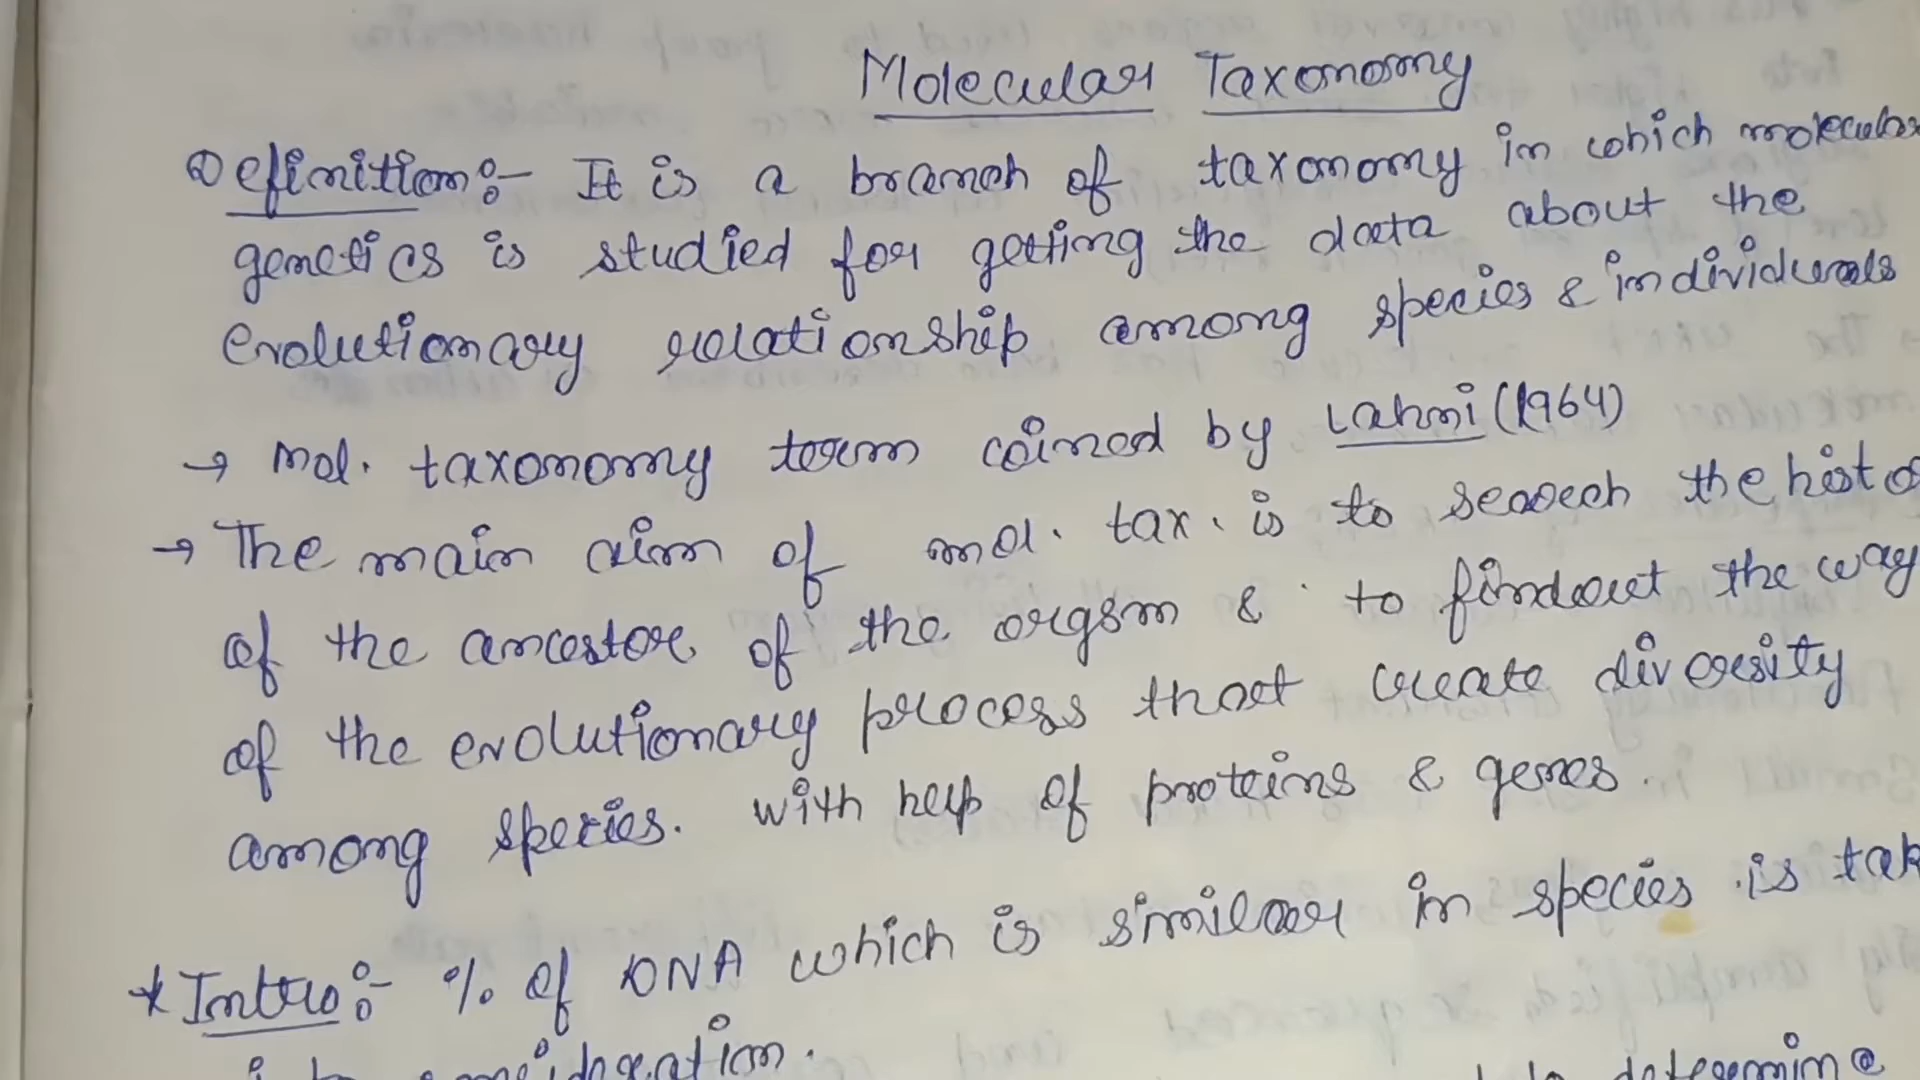 Molecular Taxonomy
Definition:- It is a branch of taxonomy in which molecular
genetics is studied for getting the data about the
evolutionary relationship among species & individuals
→ Mol. taxonomy term coined by Lahni (1964)
→ The main aim of mol. tax. is to search the hist o
of the ancestor of the orgsm & to findout the way
of the evolutionary process that create diversity
among species. with help of proteins & genes.
* Intro:- % of DNA which is similar in species is tak
consideration. determine